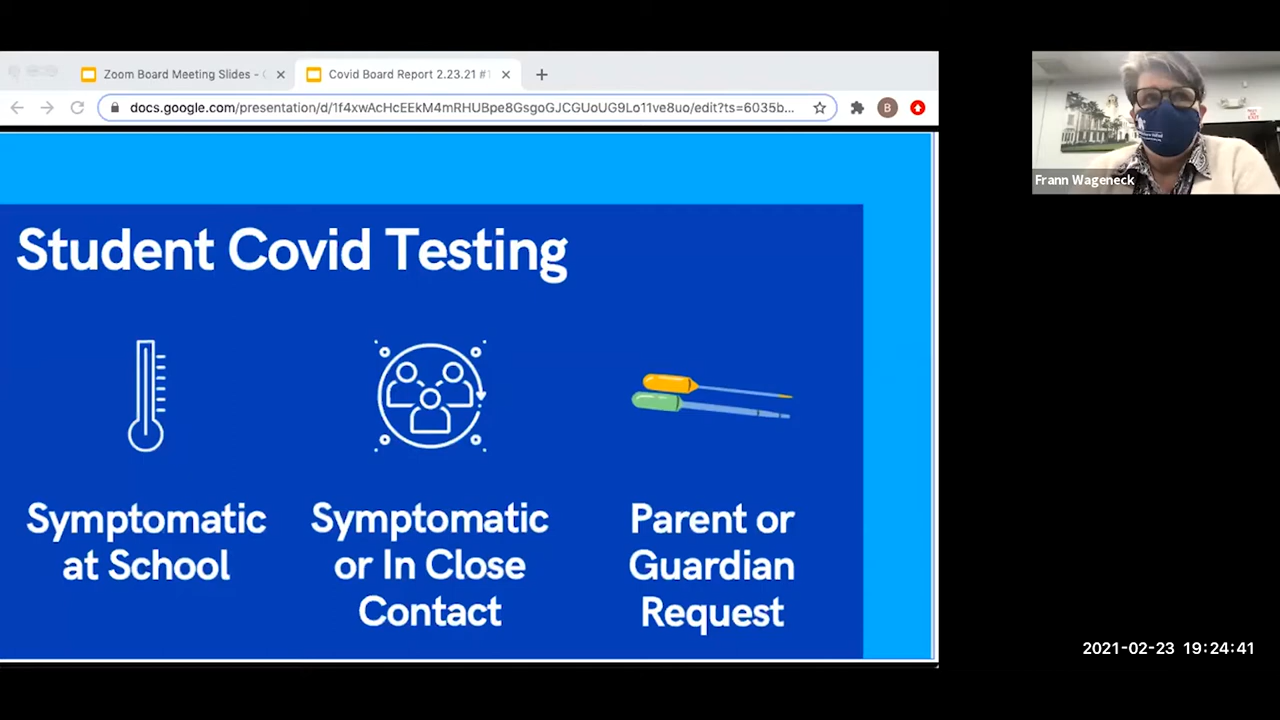 Zoom Board Meeting Slides -
Covid Board Report 2.23.21 #1
docs.google.com/presentation/d/1f4xwAcHcEEkM4mRHUBpe8GsgoGJCGUoUG9Lo11ve8uo/edit?ts=6035b...
B
Student Covid Testing
Symptomatic
at School
Symptomatic
or In Close
Contact
Parent or
Guardian
Request
EXIT
Frann Wageneck
2021-02-23 19:24:41